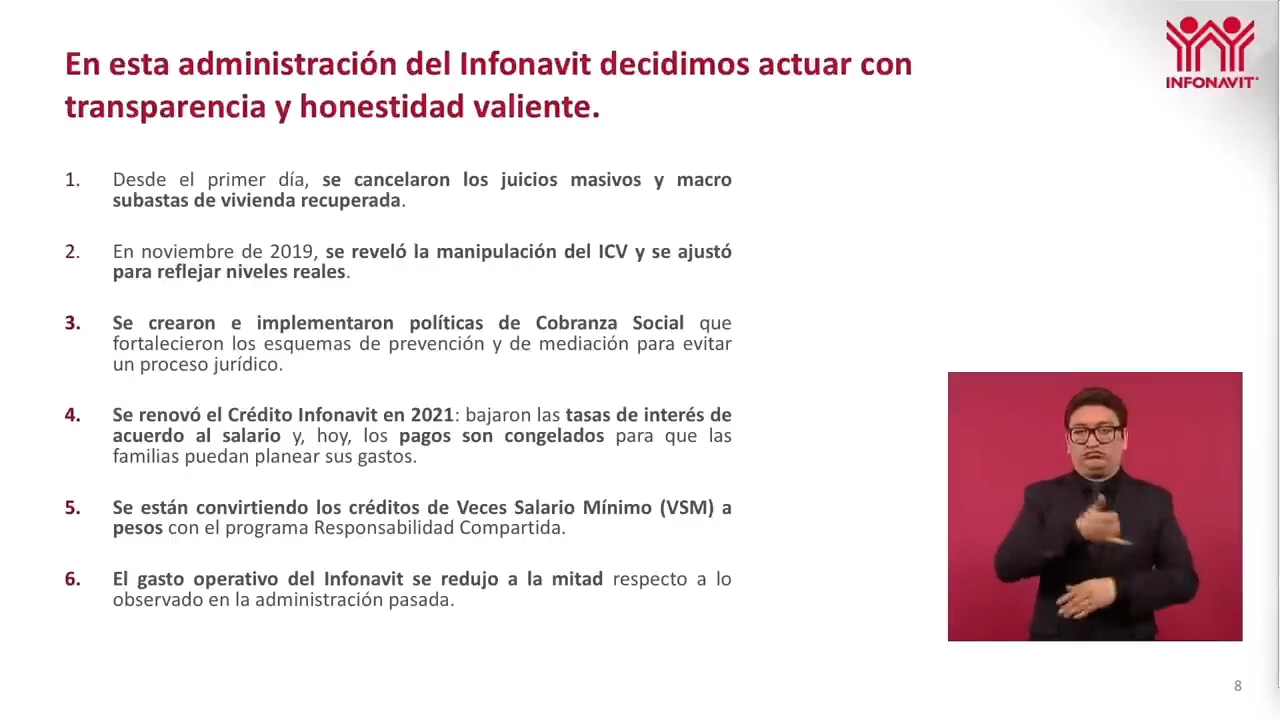 En esta administración del Infonavit decidimos actuar con
transparencia y honestidad valiente.
INFONAVIT
1. Desde el primer día, se cancelaron los juicios masivos y macro
subastas de vivienda recuperada.
2. En noviembre de 2019, se reveló la manipulación del ICV y se ajustó
para reflejar niveles reales.
3. Se crearon e implementaron políticas de Cobranza Social que
fortalecieron los esquemas de prevención y de mediación para evitar
un proceso jurídico.
4. Se renovó el Crédito Infonavit en 2021: bajaron las tasas de interés de
acuerdo al salario y, hoy, los pagos son congelados para que las
familias puedan planear sus gastos.
5. Se están convirtiendo los créditos de Veces Salario Mínimo (VSM) a
pesos con el programa Responsabilidad Compartida.
6. El gasto operativo del Infonavit se redujo a la mitad respecto a lo
observado en la administración pasada.
8